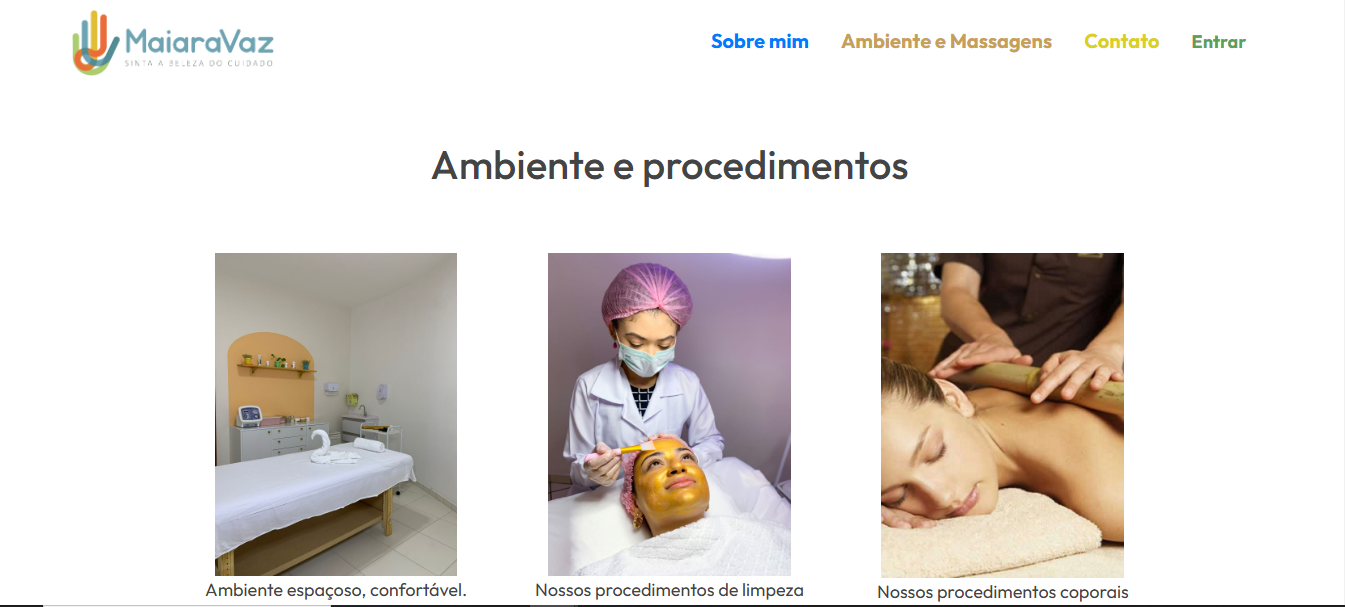 MaiaraVaz
SINTA A BELEZA DO CUIDADO
Sobre mim Ambiente e Massagens Contato Entrar
Ambiente e procedimentos
Ambiente espaçoso, confortável.
Nossos procedimentos de limpeza
Nossos procedimentos coporais